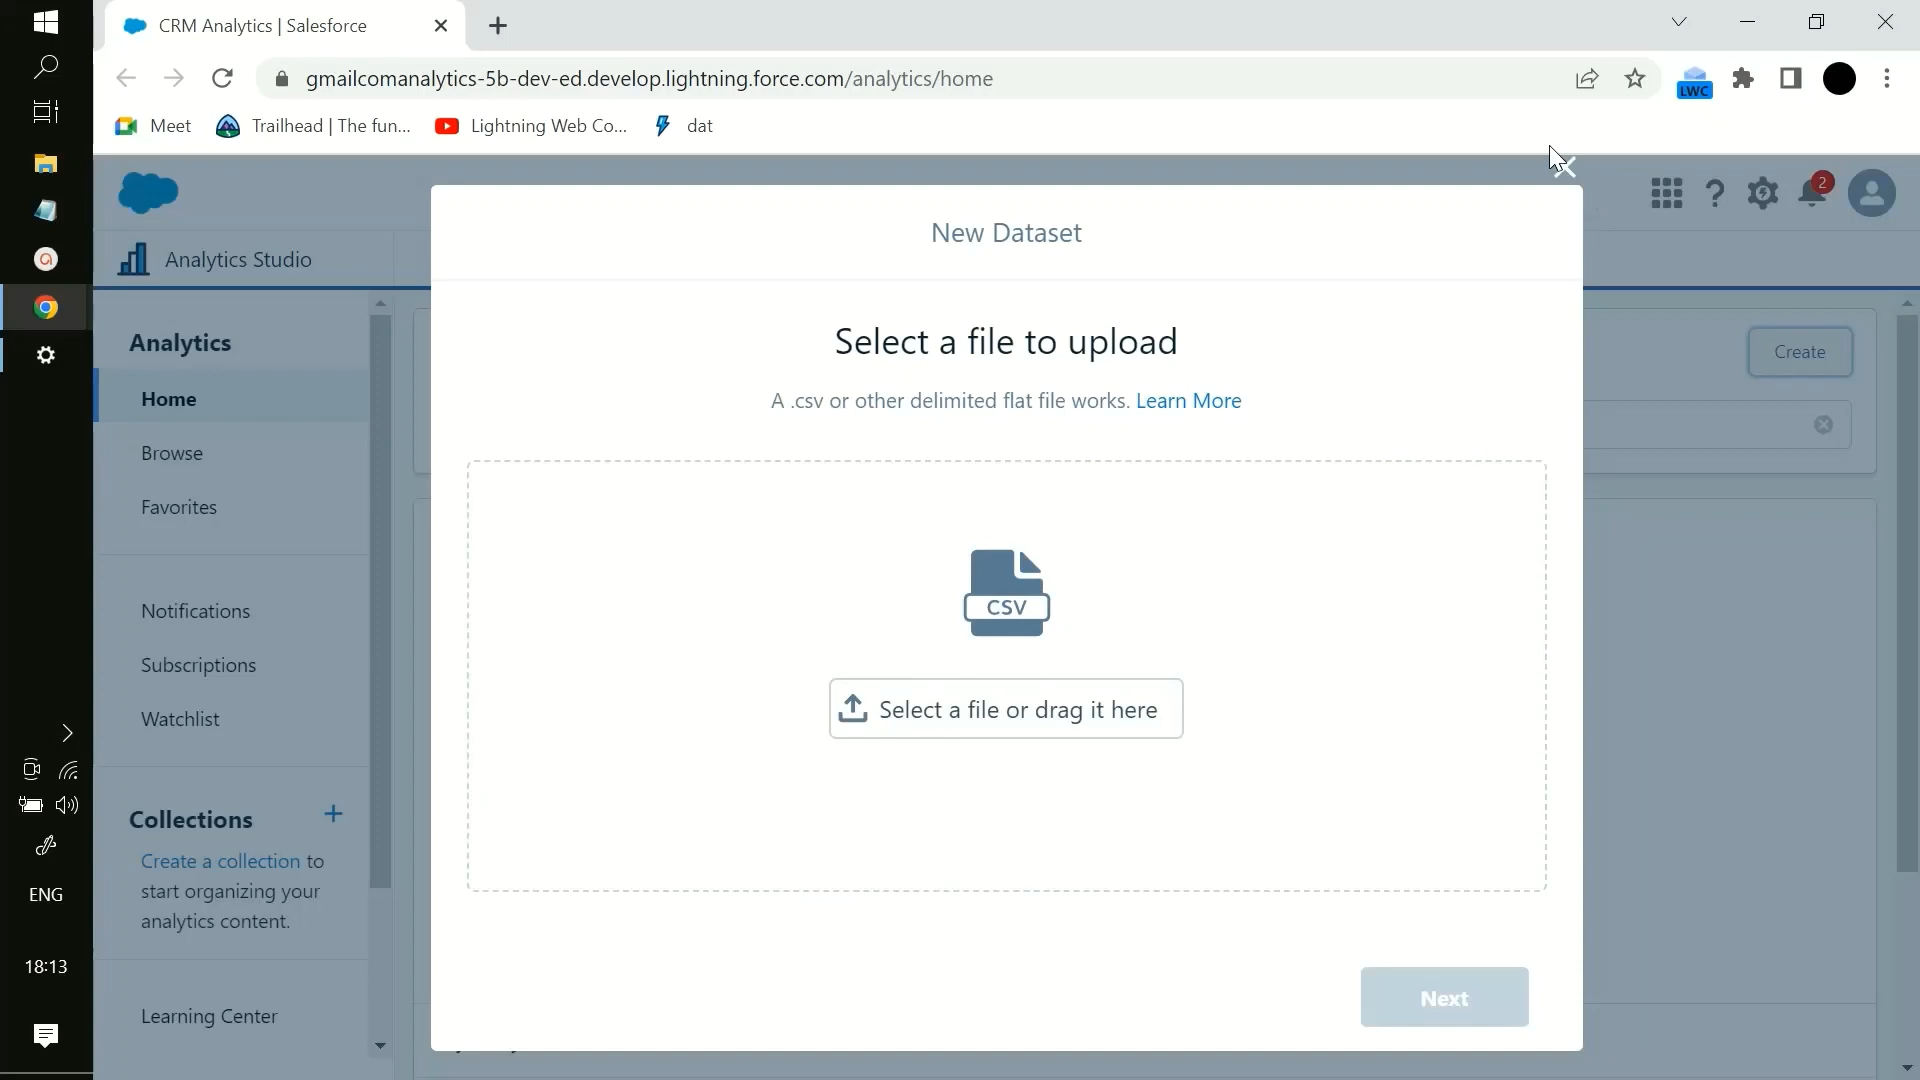 CRM Analytics | Salesforce
gmailcomanalytics-5b-dev-ed.develop.lightning.force.com/analytics/home
LWC
Meet
Trailhead | The fun...
Lightning Web Co...
dat
2
Analytics Studio
New Dataset
Select a file to upload
A .csv or other delimited flat file works. Learn More
CSV
Select a file or drag it here
Next
Create
Analytics
Home
Browse
Favorites
Notifications
Subscriptions
Watchlist
Collections
Create a collection to
start organizing your
analytics content.
Learning Center
ENG
18:13